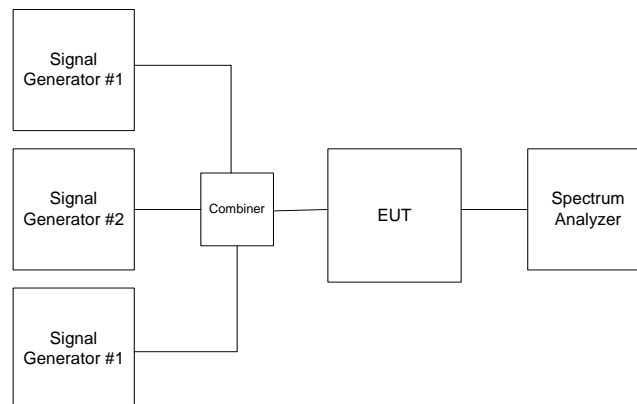 Signal
Generator #1
Signal
Generator #2
Combiner
EUT
Spectrum
Analyzer
Signal
Generator #1